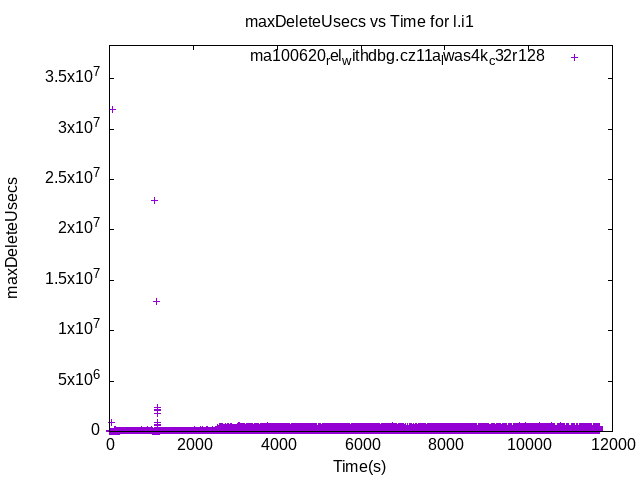 maxDeleteUsecs vs Time for l.i1
ma100620_rel_withdbg.cz11a_jwas4k_c32r128
3.5x10^7
3x10^7
2.5x10^7
2x10^7
1.5x10^7
1x10^7
5x10^6
0
maxDeleteUsecs
0 2000 4000 6000 8000 10000 12000
Time(s)